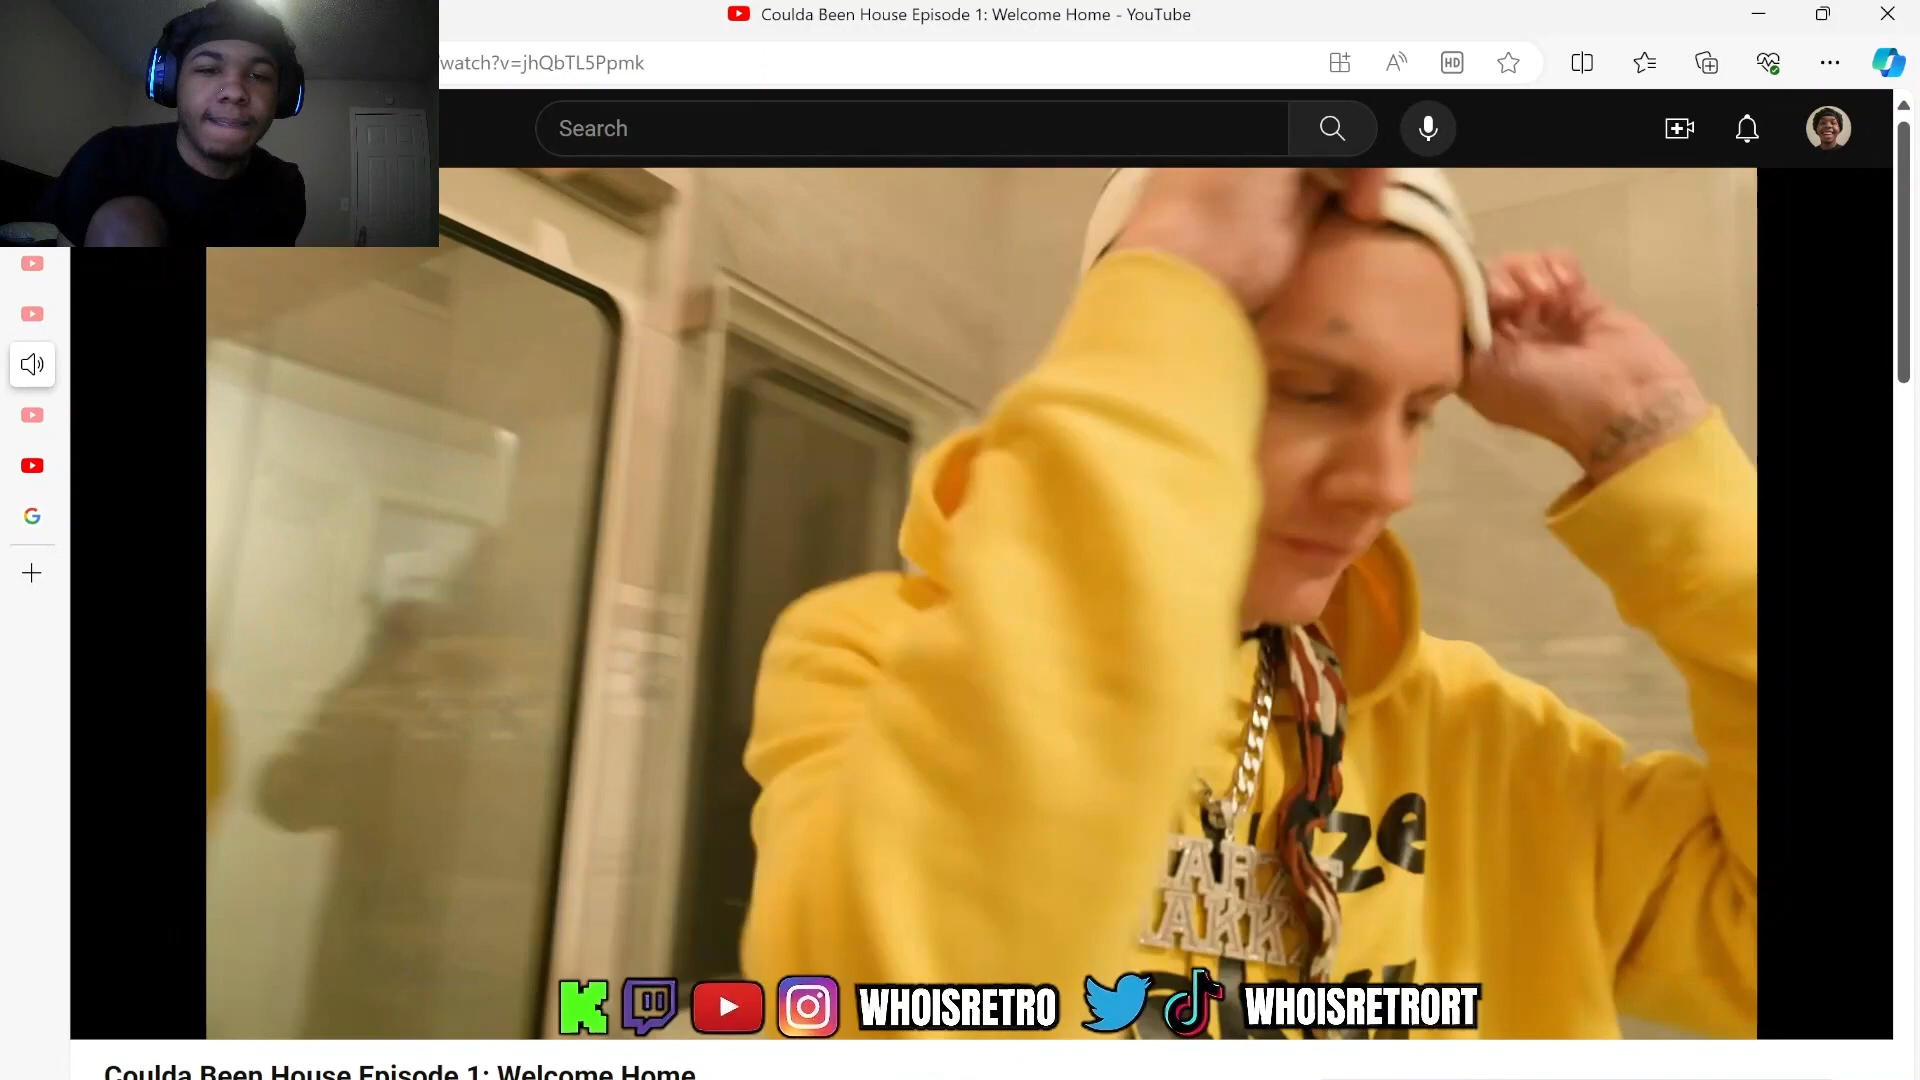 Coulda Been House Episode 1: Welcome Home - YouTube
watch?v=jhQbTL5Ppmk
HD
Search
WHOISRETRO
WHOISRETRORT
Coulda Been House Episode 1: Welcome Home